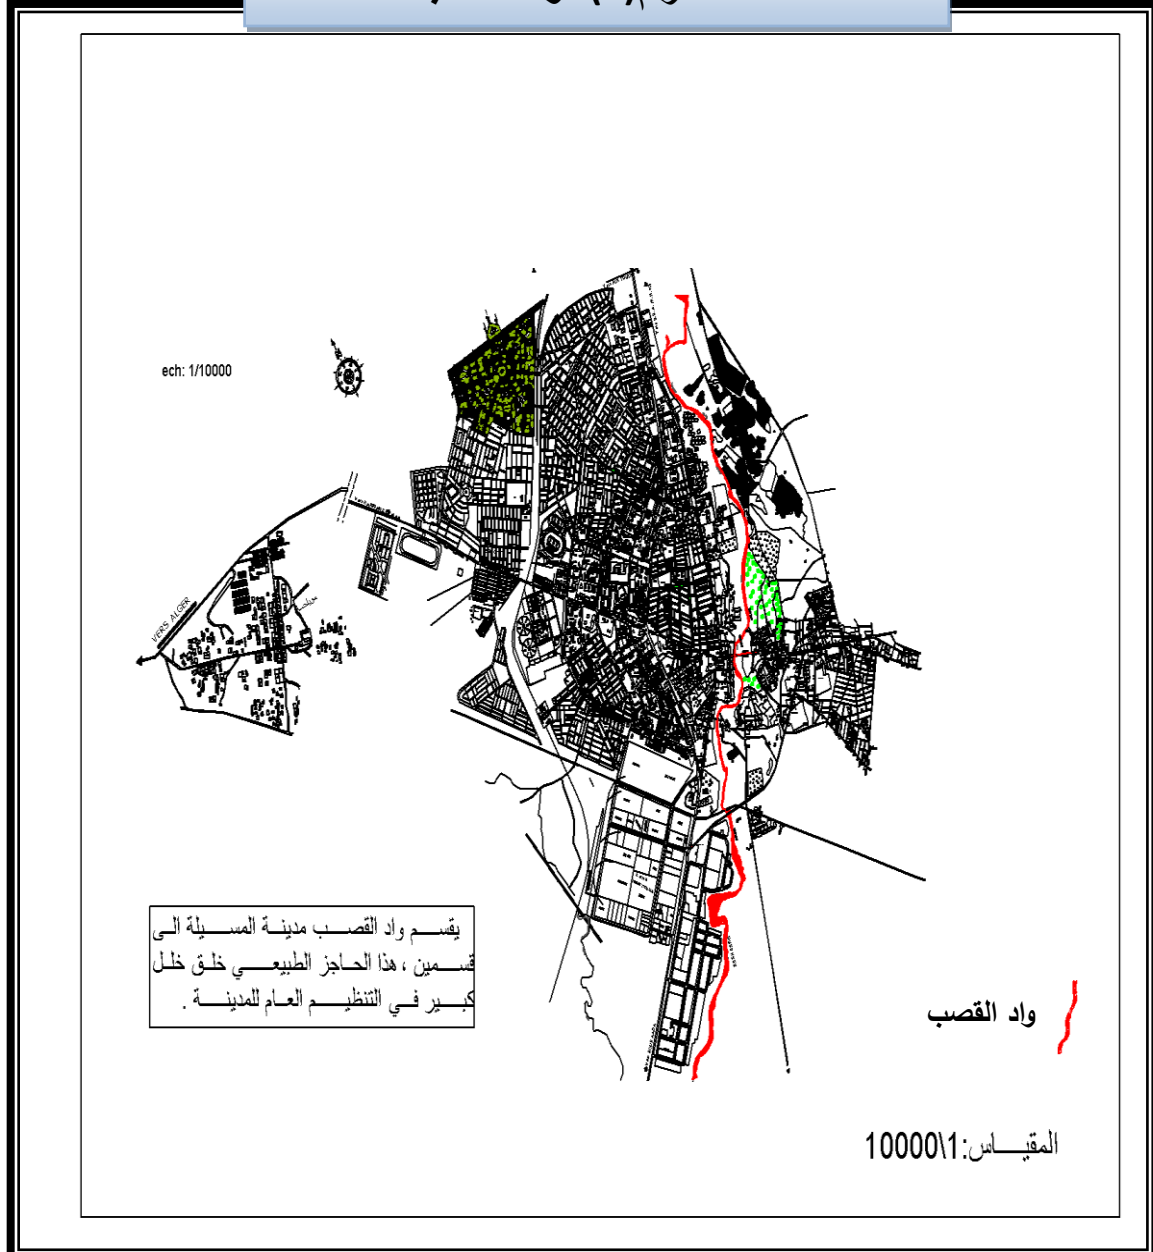 ech: 1/10000
VERS ALGER
يقسم واد القصب مدينة المسيلة الى
قسمين ، هذا الحاجز الطبيعي خلق خلل
كبير في التنظيم العام للمدينة .
واد القصب
المقياس:1\10000